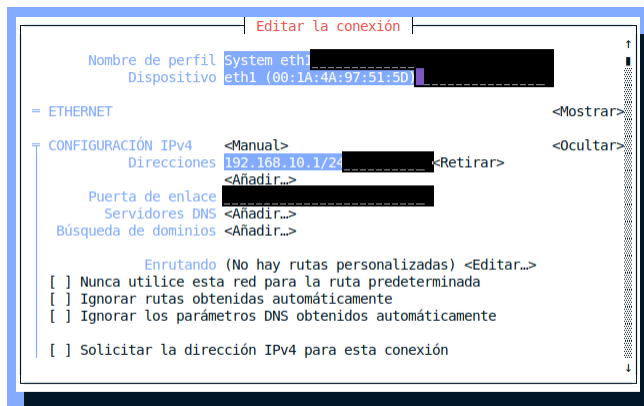 Editar la conexión
Nombre de perfil System eth1
Dispositivo eth1 (00:1A:4A:97:51:5D)
= ETHERNET <Mostrar>
= CONFIGURACIÓN IPv4 <Manual> <Ocultar>
Direcciones 192.168.10.1/24 <Retirar>
<Añadir…>
Puerta de enlace
Servidores DNS <Añadir…>
Búsqueda de dominios <Añadir…>
Enrutando (No hay rutas personalizadas) <Editar…>
[ ] Nunca utilice esta red para la ruta predeterminada
[ ] Ignorar rutas obtenidas automáticamente
[ ] Ignorar los parámetros DNS obtenidos automáticamente
[ ] Solicitar la dirección IPv4 para esta conexión